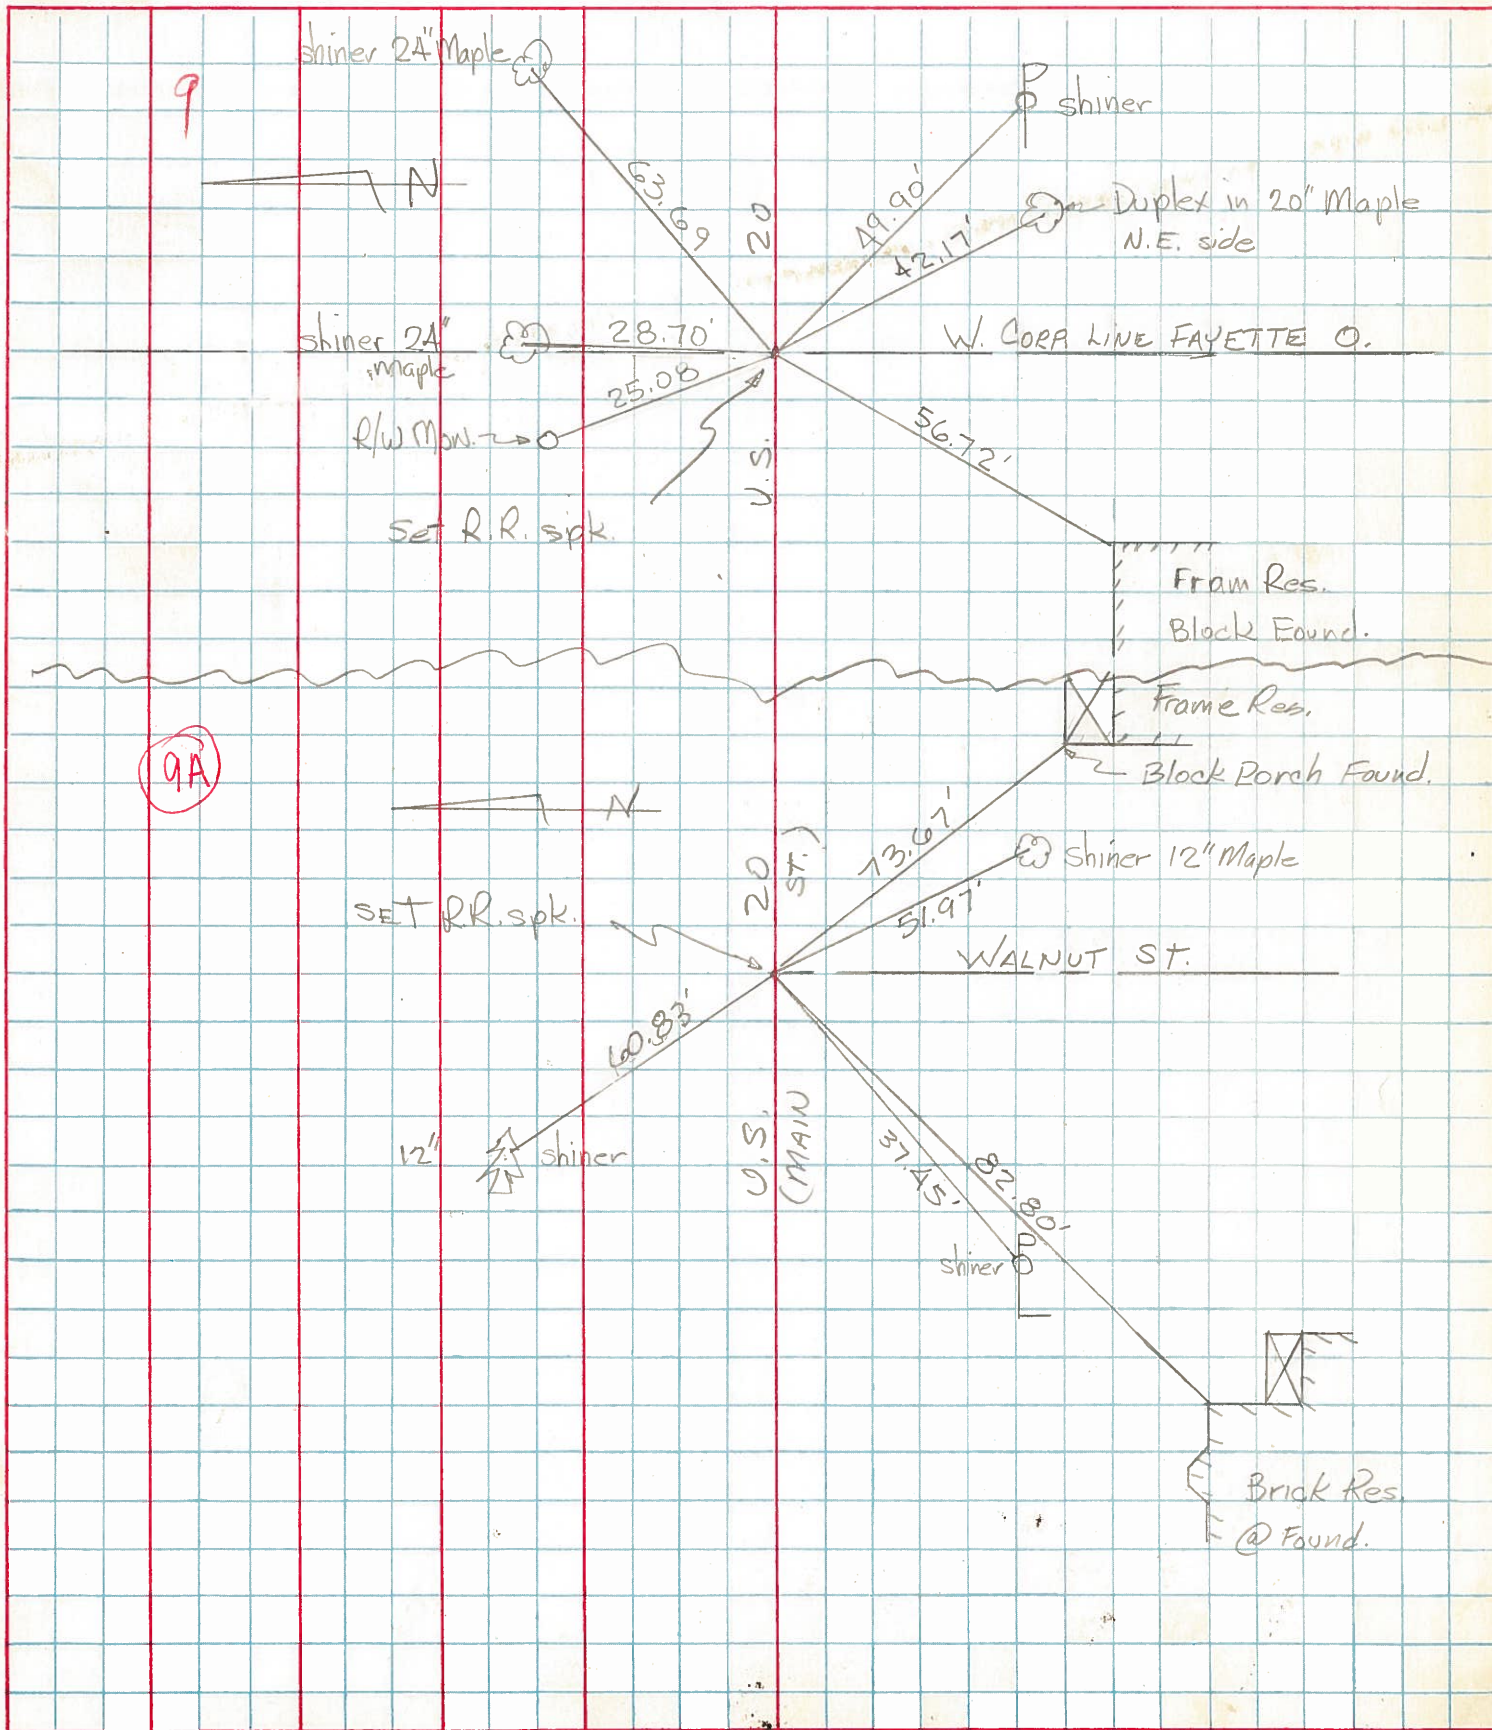 shiner 24" Maple
9
P
shiner
N
63.69
20
49.90'
42.17'
Duplex in 20" Maple
N.E. side
shiner 24"
Maple
28.70'
W. CORP LINE FAYETTE O.
25.08
R/W Mon.
56.72'
U.S.
Set R.R. spk.
Fram Res.
Block Found.
Frame Res.
9A
Block Porch Found.
N
73.67'
20
ST.)
Shiner 12" Maple
SET R.R. spk.
51.97'
WALNUT ST.
60.83'
12"
shiner
U.S.
(MAIN
37.45'
82.80'
P
shiner
Brick Res.
@ Found.